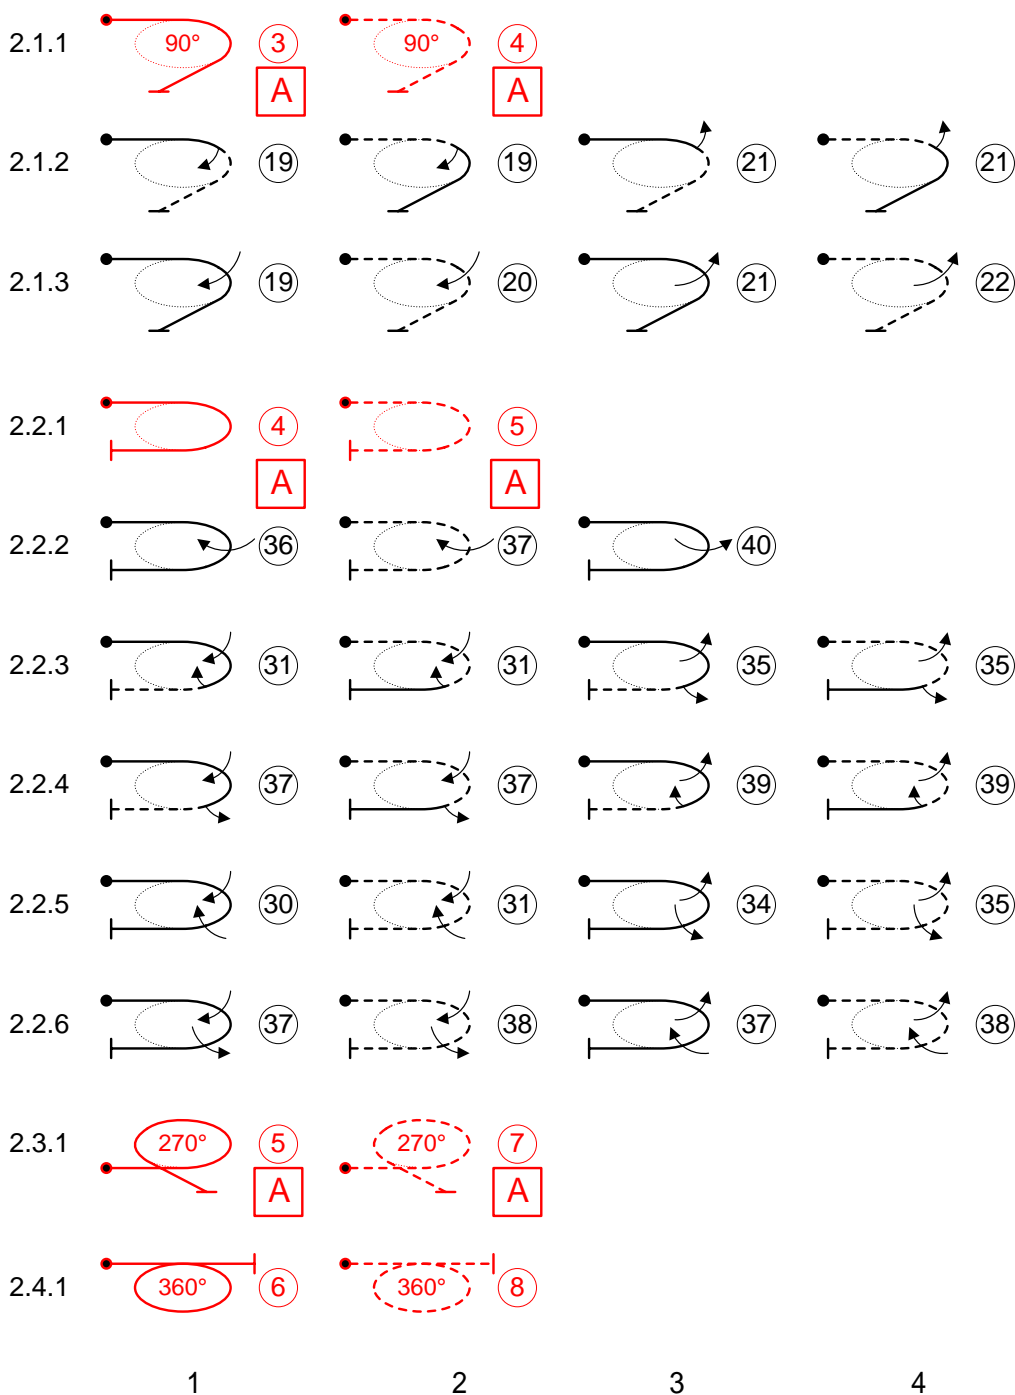 2.1.1 90° 3 90° 4
A A
2.1.2 19 19 21 21
2.1.3 19 20 21 22
2.2.1 4 5
A A
2.2.2 36 37 40
2.2.3 31 31 35 35
2.2.4 37 37 39 39
2.2.5 30 31 34 35
2.2.6 37 38 37 38
2.3.1 270° 5 270° 7
A A
2.4.1 360° 6 360° 8
1 2 3 4